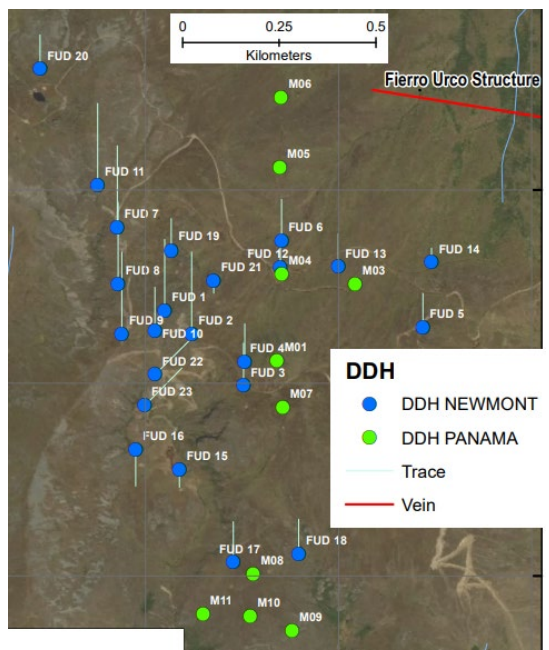 0 0.25 0.5
Kilometers
FUD 20
M06
Fierro Urco Structure
M05
FUD 11
FUD 7
FUD 6
FUD 19
FUD 12
FUD 13
FUD 14
M04
M03
FUD 8
FUD 21
FUD 1
FUD 9
FUD 10
FUD 2
FUD 5
FUD 4
M01
FUD 22
FUD 3
M07
FUD 23
FUD 16
FUD 15
FUD 17
FUD 18
M08
M11
M10
M09
DDH
DDH NEWMONT
DDH PANAMA
Trace
Vein